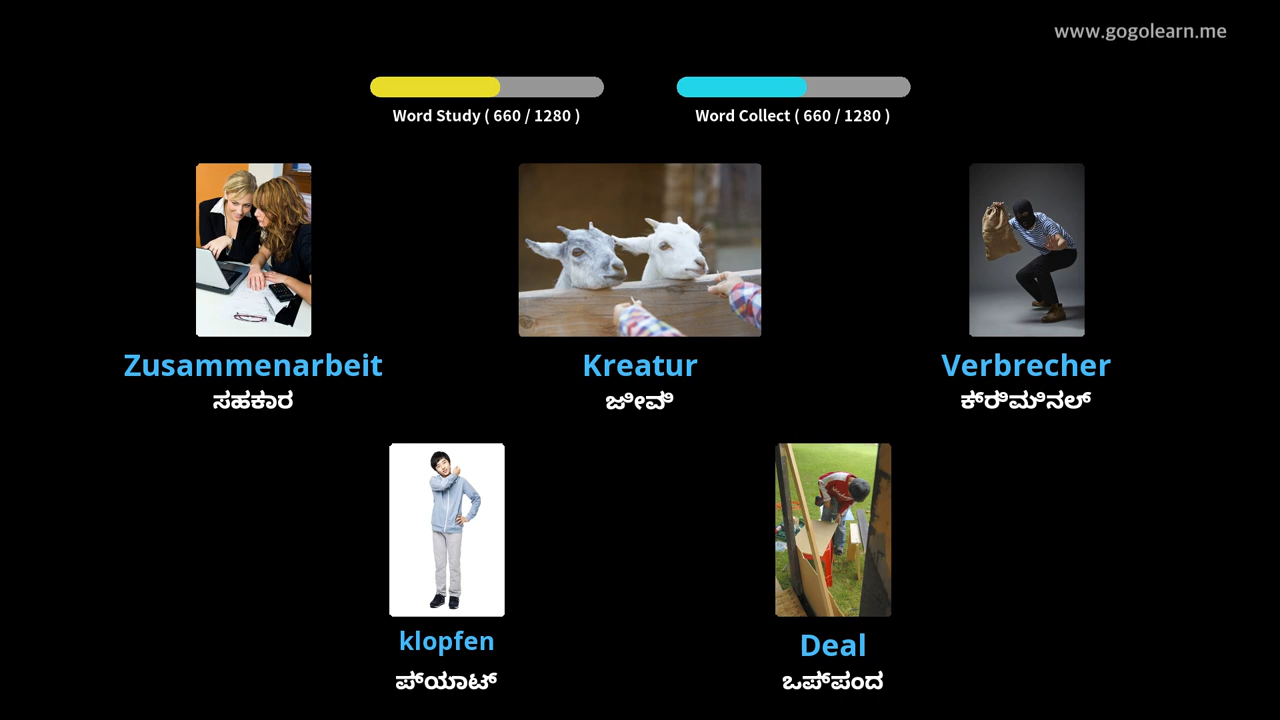 www.gogolearn.me
Word Study ( 660 / 1280 )
Word Collect ( 660 / 1280 )
Zusammenarbeit
ಸಹಕಾರ
Kreatur
ಜೀವಿ
Verbrecher
ಕ್ರಿಮಿನಲ್
klopfen
ಪ್ಯಾಟ್
Deal
ಒಪ್ಪಂದ